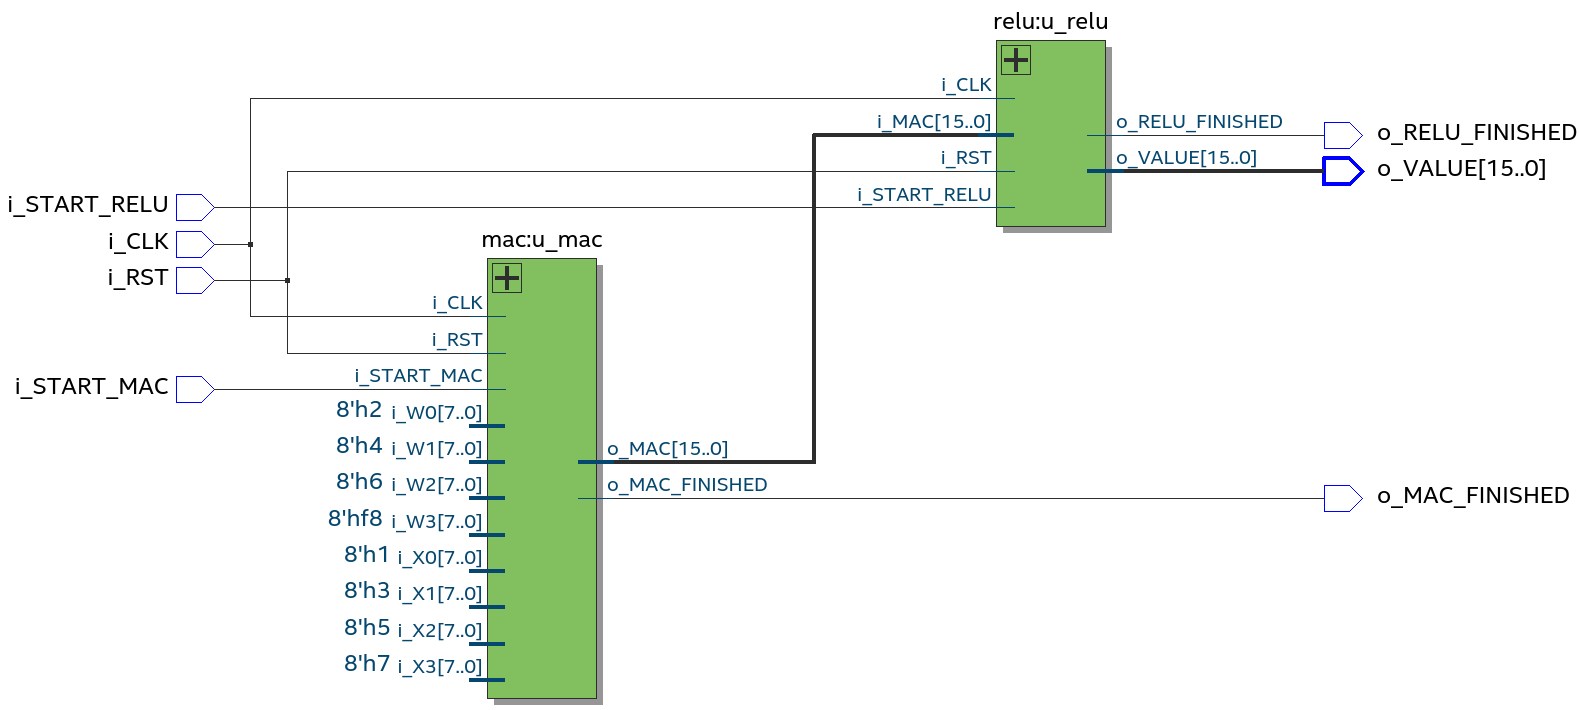 relu:u_relu
i_CLK
i_MAC[15..0]
i_RST
i_START_RELU
o_RELU_FINISHED
o_VALUE[15..0]
o_RELU_FINISHED
o_VALUE[15..0]
i_START_RELU
i_CLK
i_RST
i_START_MAC
mac:u_mac
i_CLK
i_RST
i_START_MAC
8'h2 i_W0[7..0]
8'h4 i_W1[7..0]
8'h6 i_W2[7..0]
8'hf8 i_W3[7..0]
8'h1 i_X0[7..0]
8'h3 i_X1[7..0]
8'h5 i_X2[7..0]
8'h7 i_X3[7..0]
o_MAC[15..0]
o_MAC_FINISHED
o_MAC_FINISHED